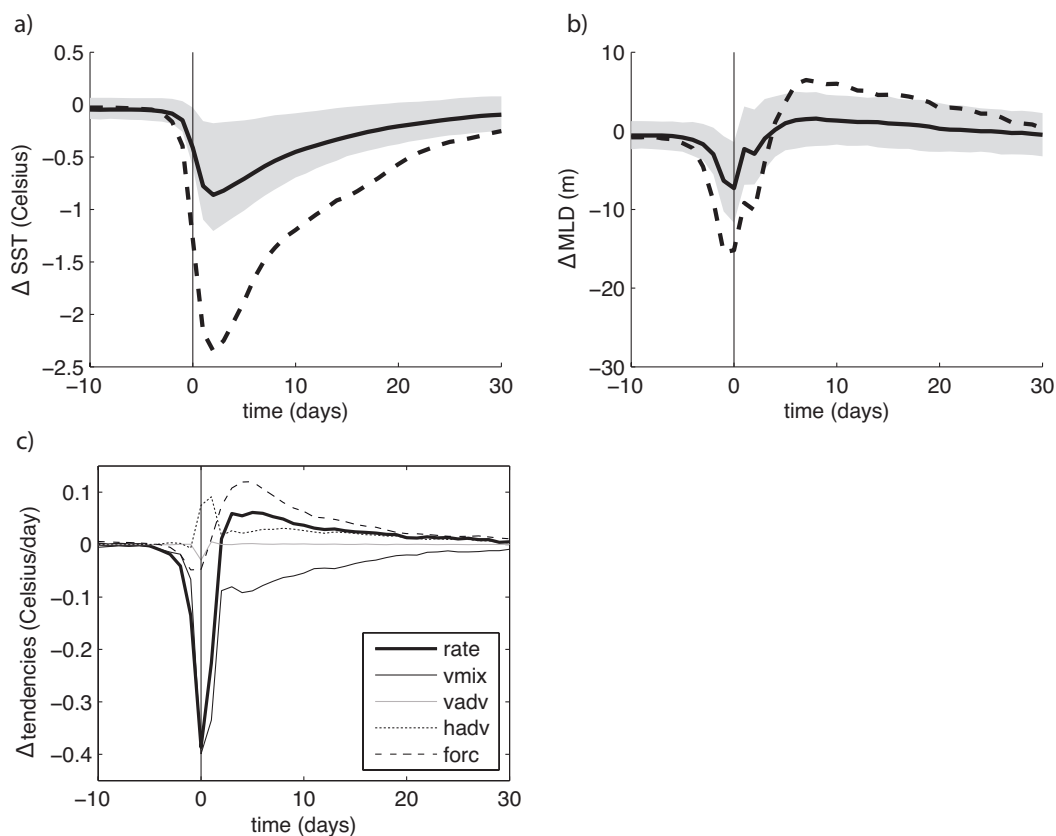 a)
0.5
0
−0.5
−1
−1.5
−2
−2.5
Δ SST (Celsius)
−10 0 10 20 30
time (days)
b)
10
0
−10
−20
−30
Δ MLD (m)
−10 0 10 20 30
time (days)
c)
0.1
0
−0.1
−0.2
−0.3
−0.4
Δ tendencies (Celsius/day)
rate
vmix
vadv
hadv
forc
−10 0 10 20 30
time (days)